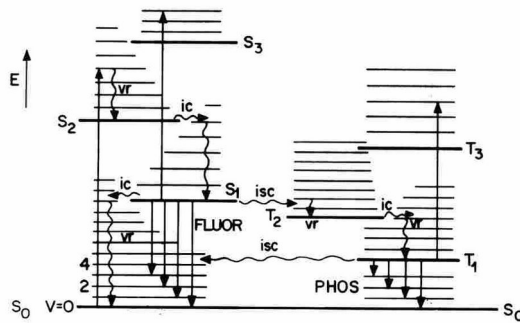 S3
E
vr
ic
S2
T3
ic
S1
isc
ic
FLUOR
T2
vr
vr
vr
isc
T1
4
2
PHOS
S0
V=0
S0